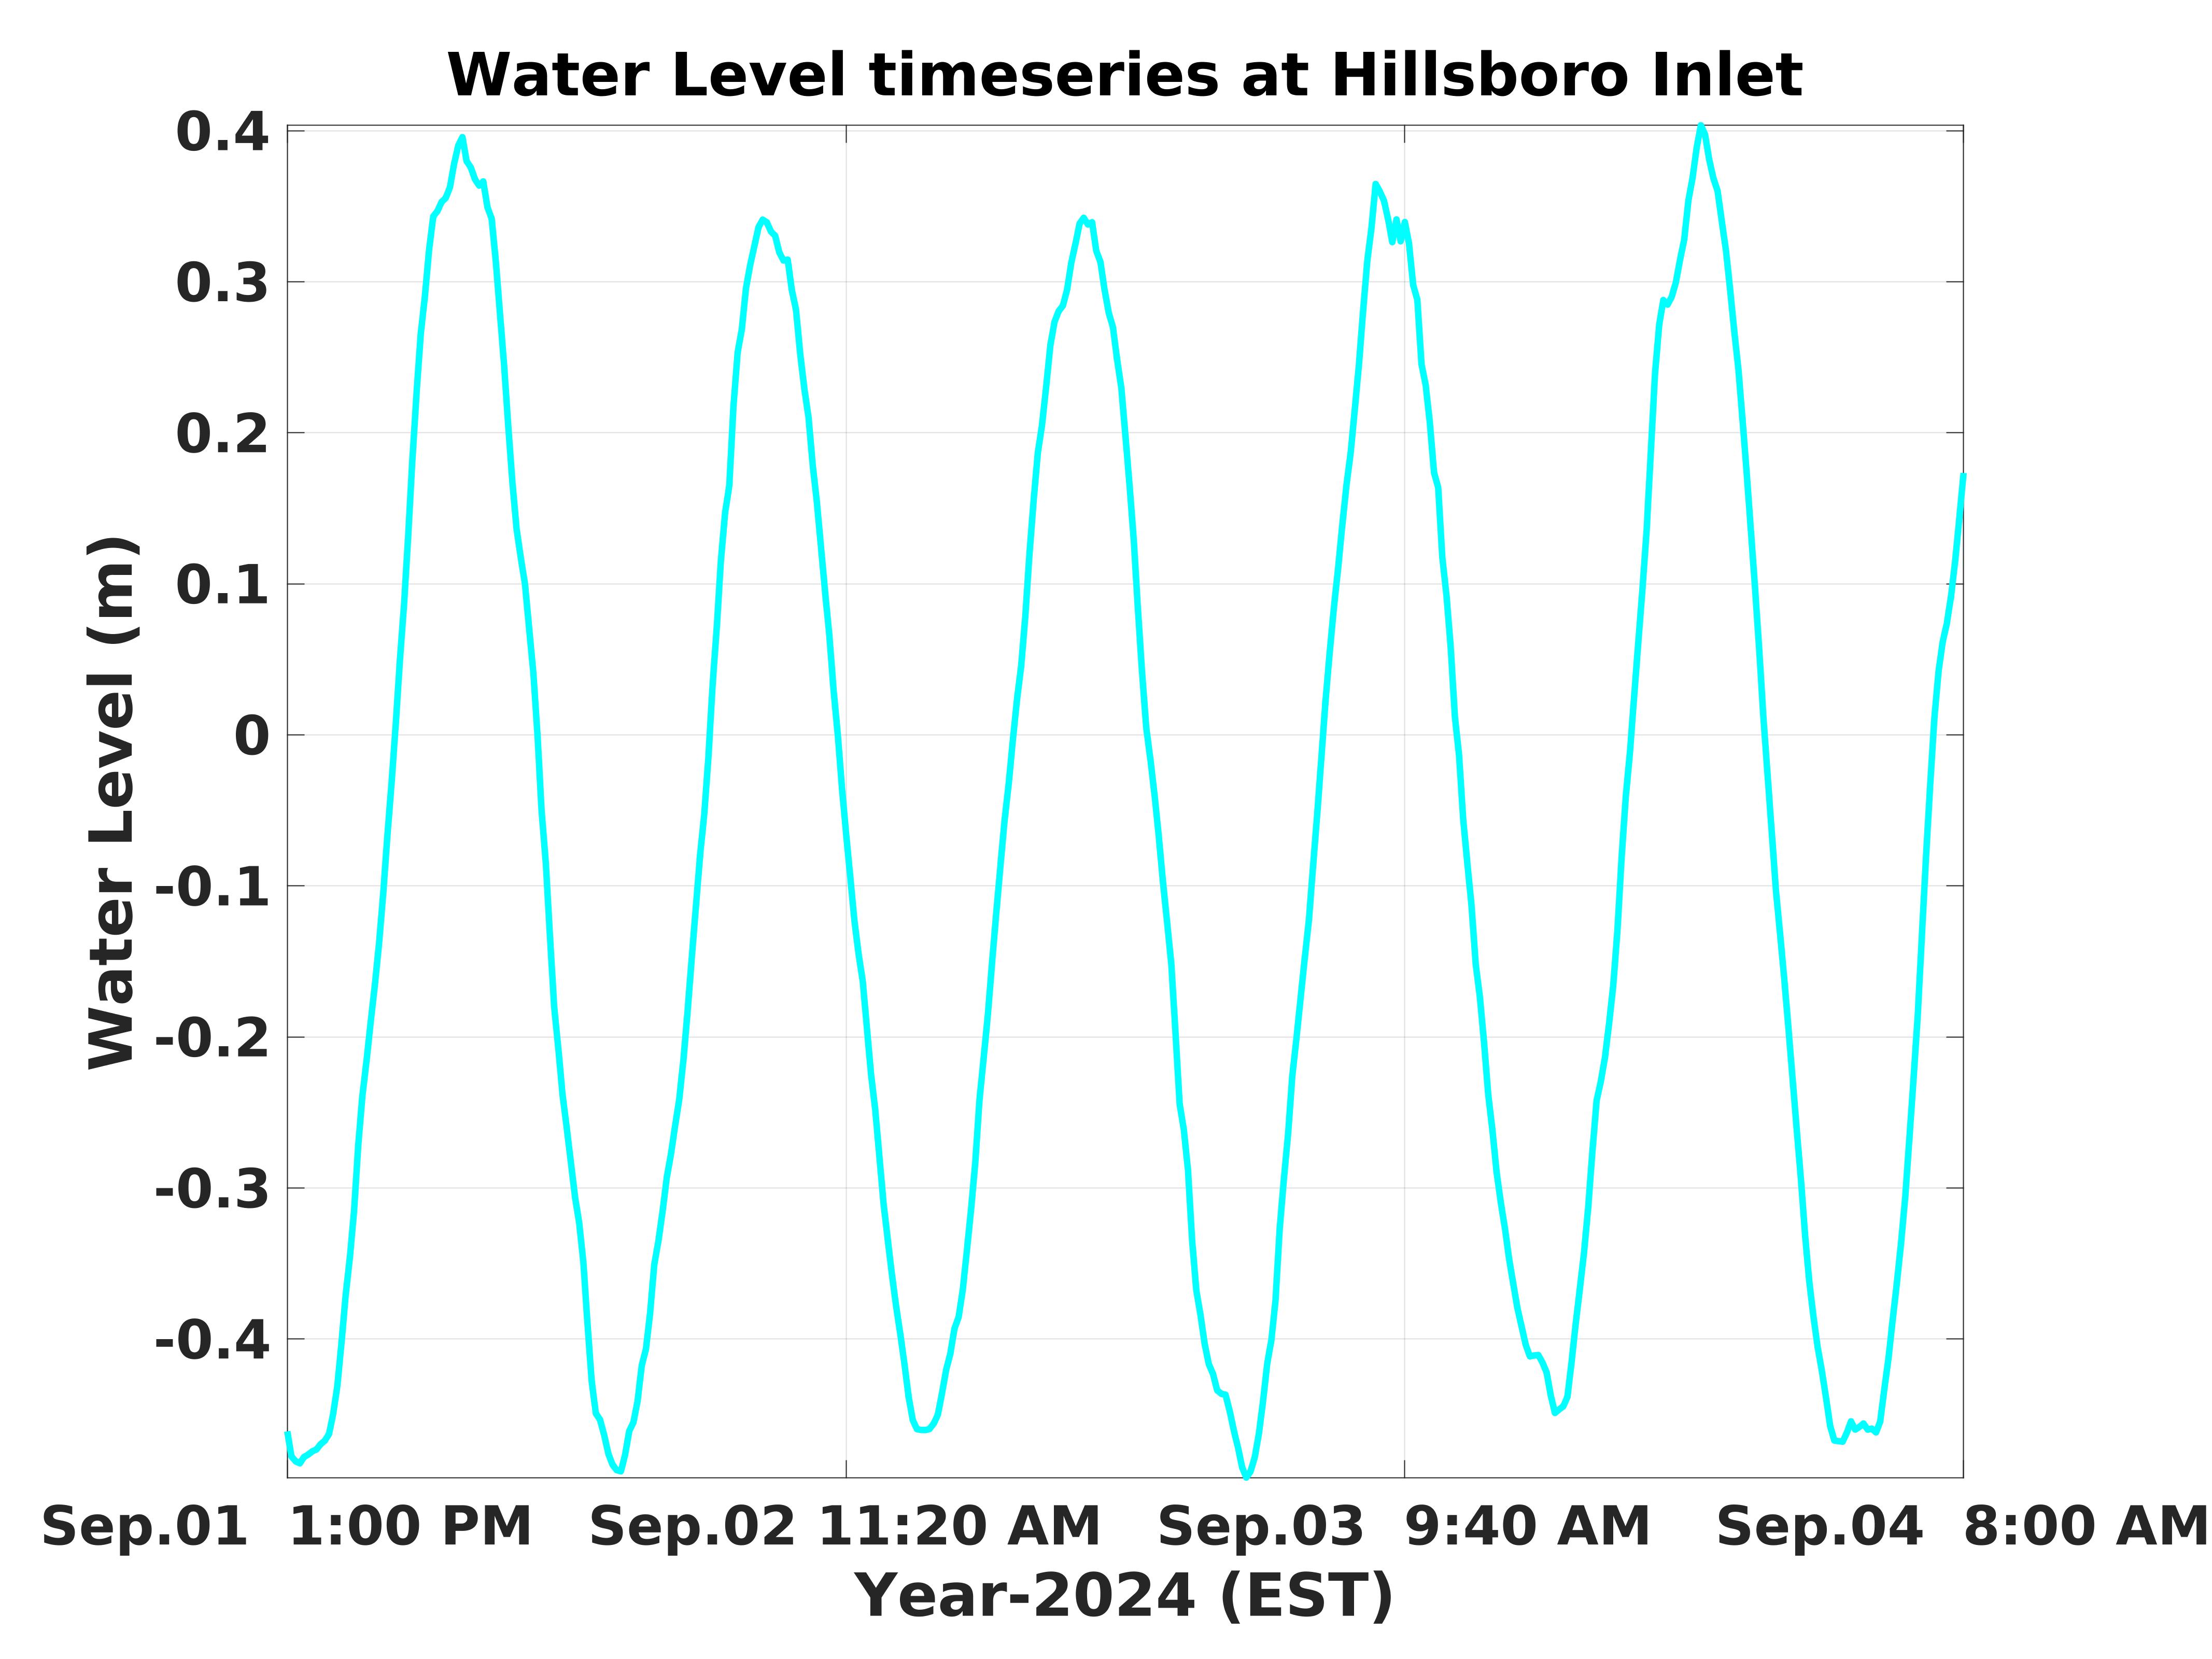 Water Level timeseries at Hillsboro Inlet
0.4
0.3
0.2
0.1
0
-0.1
-0.2
-0.3
-0.4
Water Level (m)
Sep.01 1:00 PM Sep.02 11:20 AM Sep.03 9:40 AM Sep.04 8:00 AM
Year-2024 (EST)